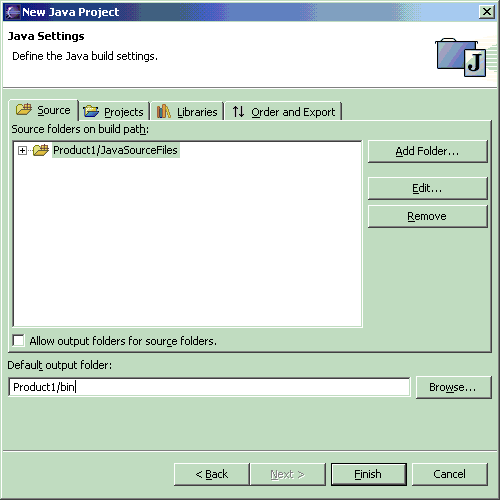 New Java Project
Java Settings
Define the Java build settings.
J
Source Projects Libraries Order and Export
Source folders on build path:
Product1/JavaSourceFiles
Add Folder...
Edit...
Remove
Allow output folders for source folders.
Default output folder:
Product1/bin
Browse...
< Back Next > Finish Cancel